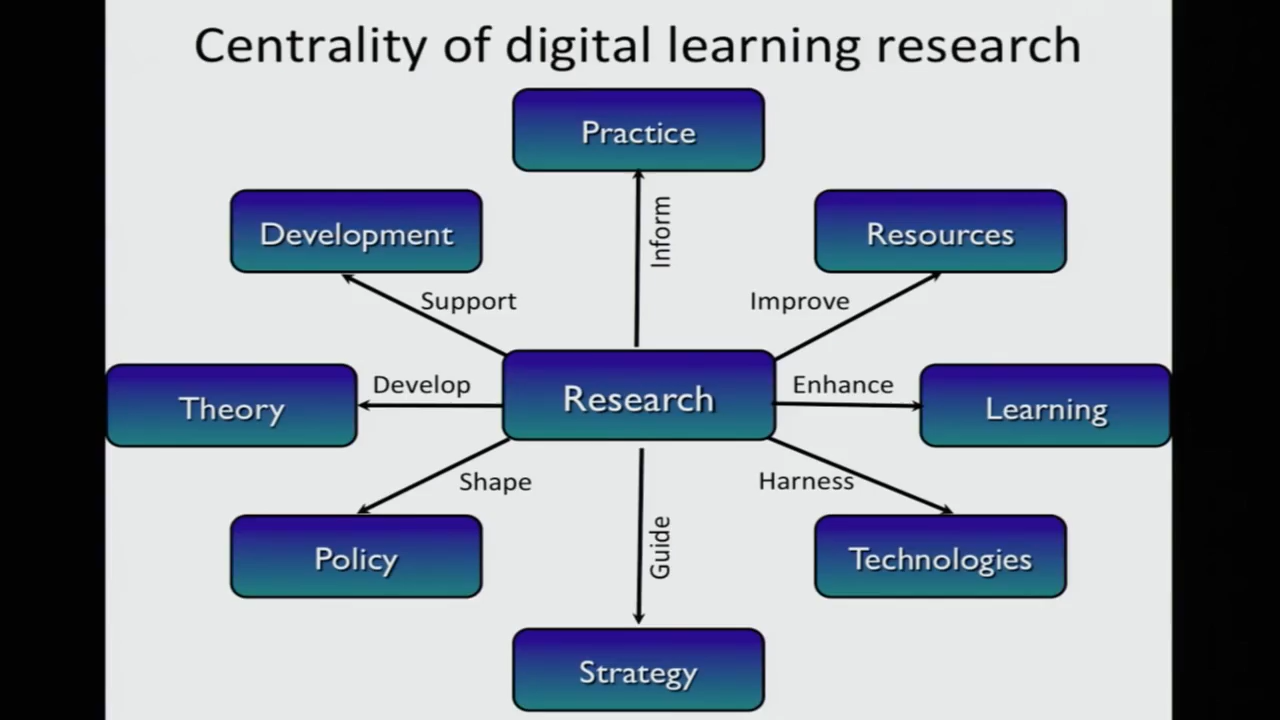 Centrality of digital learning research
Practice
Development
Resources
Inform
Support
Improve
Theory
Develop
Research
Enhance
Learning
Shape
Harness
Guide
Policy
Technologies
Strategy